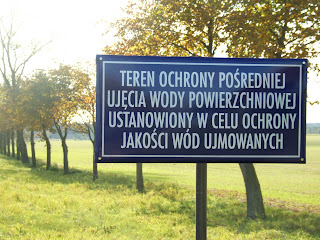 TEREN OCHRONY POŚREDNIEJ
UJĘCIA WODY POWIERZCHNIOWEJ
USTANOWIONY W CELU OCHRONY
JAKOŚCI WÓD UJMOWANYCH